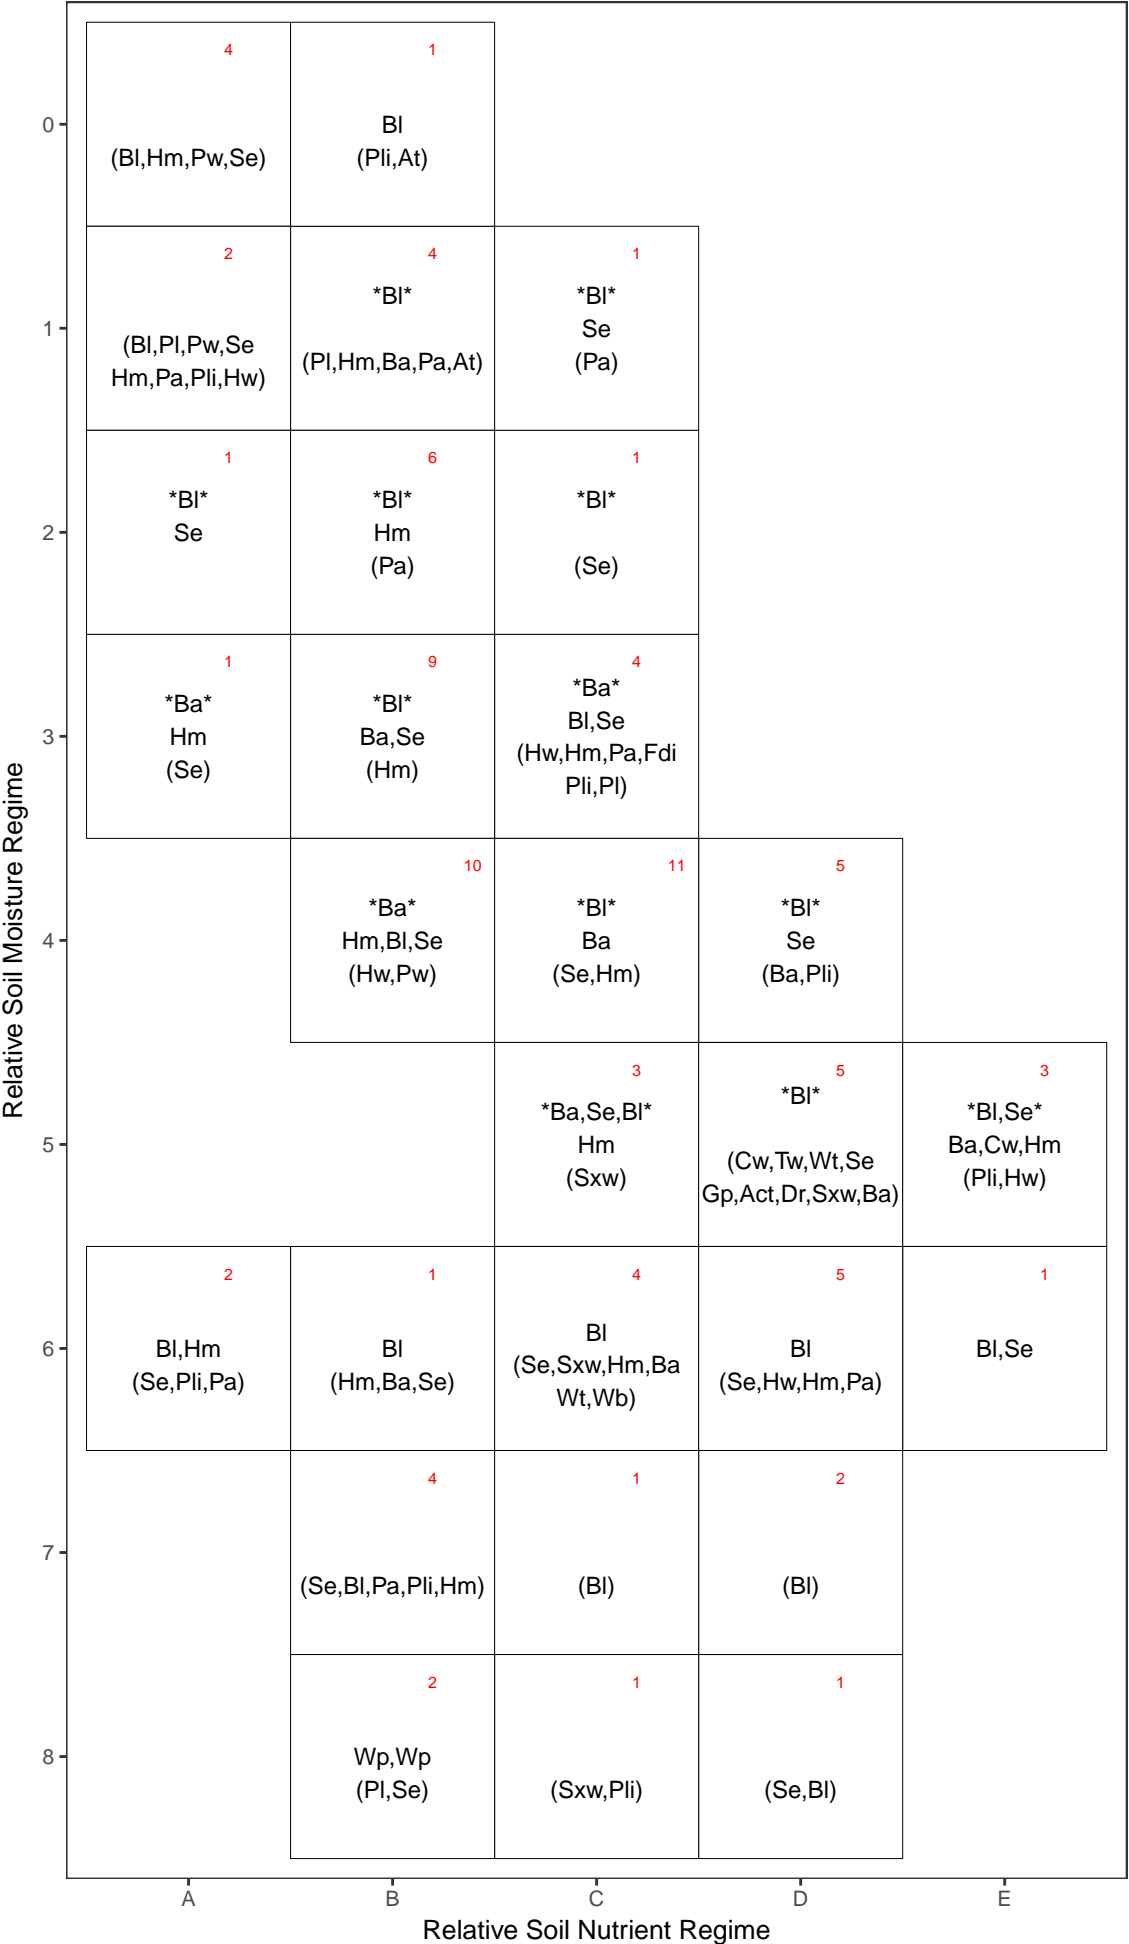 4
1
0
Bl
(Bl,Hm,Pw,Se)
(Pli,At)
2
4
1
*Bl*
*Bl*
1
Se
(Bl,Pl,Pw,Se
Hm,Pa,Pli,Hw)
(Pl,Hm,Ba,Pa,At)
(Pa)
1
6
1
*Bl*
*Bl*
*Bl*
2
Se
Hm
(Pa)
(Se)
1
9
4
*Ba*
Hm
(Se)
*Bl*
Ba,Se
(Hm)
*Ba*
Bl,Se
(Hw,Hm,Pa,Fdi
Pli,Pl)
3
10
11
5
*Ba*
Hm,Bl,Se
(Hw,Pw)
*Bl*
Ba
(Se,Hm)
*Bl*
Se
(Ba,Pli)
4
3
5
3
*Ba,Se,Bl*
Hm
(Sxw)
*Bl*
(Cw,Tw,Wt,Se
Gp,Act,Dr,Sxw,Ba)
*Bl,Se*
Ba,Cw,Hm
(Pli,Hw)
5
2
1
4
5
1
Bl,Hm
(Se,Pli,Pa)
Bl
(Hm,Ba,Se)
Bl
(Se,Sxw,Hm,Ba
Wt,Wb)
Bl
(Se,Hw,Hm,Pa)
Bl,Se
6
4
1
2
7
(Se,Bl,Pa,Pli,Hm)
(Bl)
(Bl)
2
1
1
8
Wp,Wp
(Pl,Se)
(Sxw,Pli)
(Se,Bl)
A
B
C
D
E
Relative Soil Nutrient Regime
Relative Soil Moisture Regime